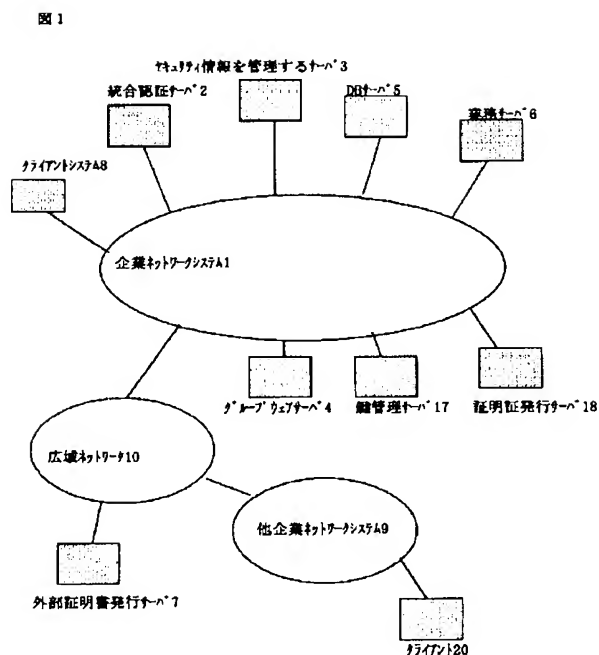 図1
セキュリティ情報を管理するサーバ3
統合認証サーバ2
DBサーバ5
業務サーバ6
クライアントシステム8
企業ネットワークシステム1
グループウェアサーバ4
鍵管理サーバ17
証明証発行サーバ18
広域ネットワーク10
他企業ネットワークシステム9
外部証明書発行サーバ7
クライアント20